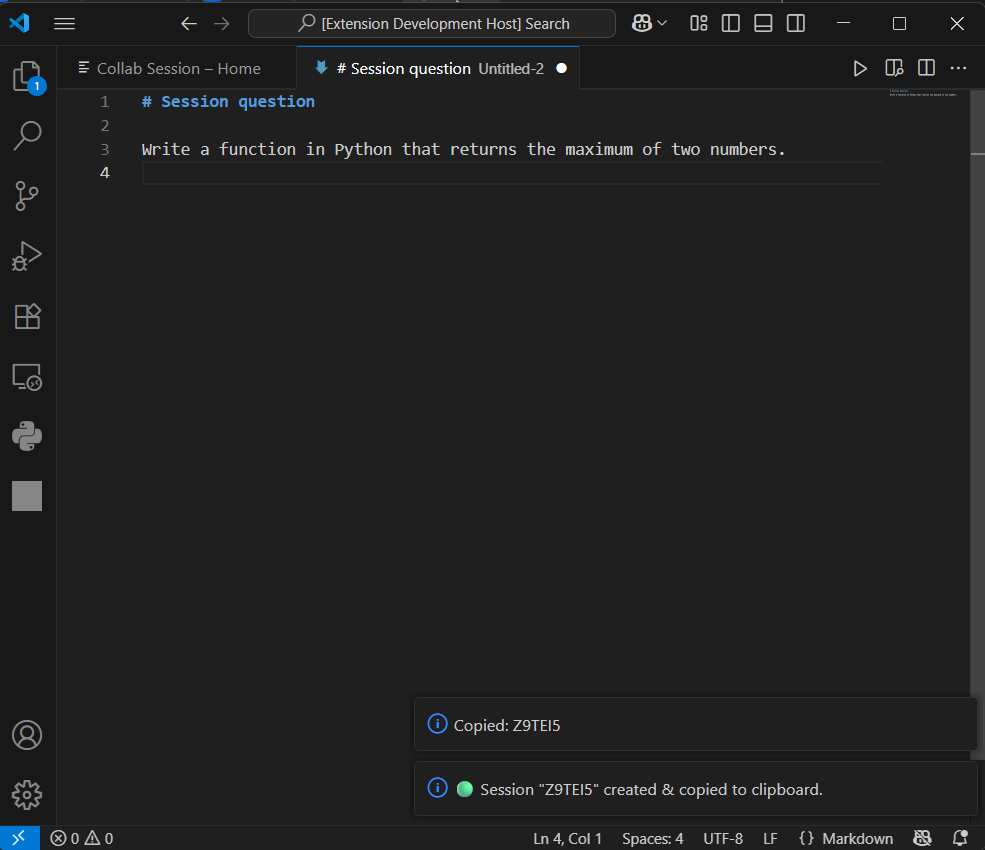 [Extension Development Host] Search
1
Collab Session – Home
# Session question Untitled-2
1 # Session question
2
3 Write a function in Python that returns the maximum of two numbers.
4
Copied: Z9TEI5
Session "Z9TEI5" created & copied to clipboard.
0 0 Ln 4, Col 1 Spaces: 4 UTF-8 LF {} Markdown